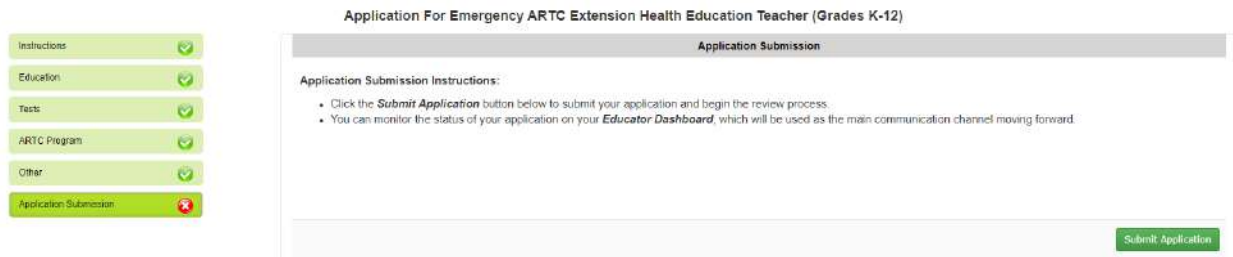 Application For Emergency ARTC Extension Health Education Teacher (Grades K-12)
Instructions
Education
Tests
ARTC Program
Other
Application Submission
Application Submission
Application Submission Instructions:
Click the Submit Application button below to submit your application and begin the review process.
You can monitor the status of your application on your Educator Dashboard, which will be used as the main communication channel moving forward.
Submit Application